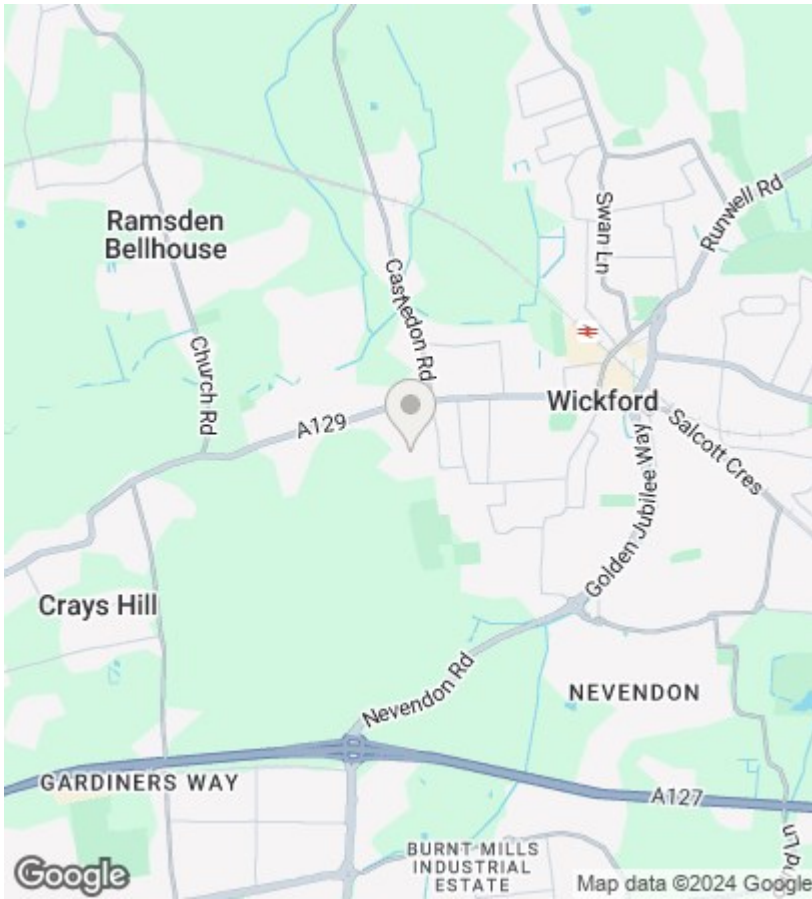 Runwell Rd
Swan Ln
Ramsden
Bellhouse
Castledon Rd
Church Rd
Wickford
A129
Salcott Cres
Golden Jubilee Way
Crays Hill
Nevendon Rd
NEVENDON
GARDINERS WAY
A127
BURNT MILLS
INDUSTRIAL
ESTATE
Ln
Google
Map data ©2024 Google